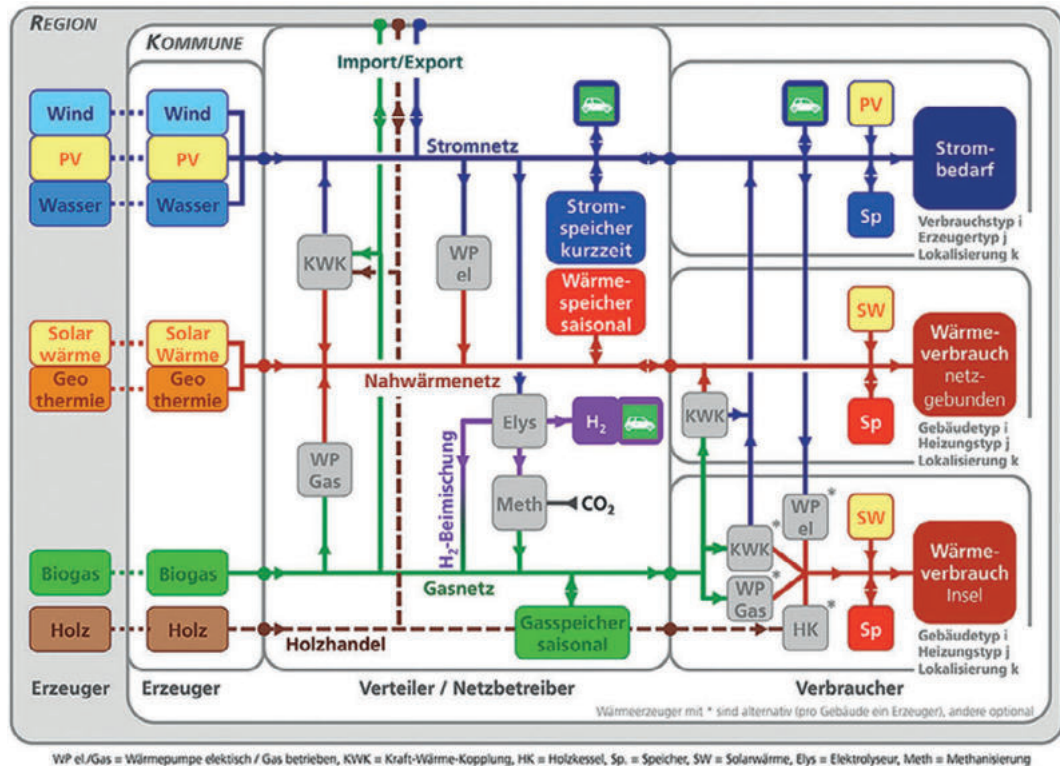 REGION
KOMMUNE
Import/Export
Wind
Wind
PV
PV
Wasser
Wasser
Stromnetz
PV
Strom-
bedarf
Sp
Verbrauchstyp i
Erzeugertyp j
Lokalisierung k
KWK
WP
el
Strom-
speicher
kurzzeit
Wärme-
speicher
saisonal
Solar
wärme
Solar
Wärme
Geo
thermie
Geo
thermie
Nahwärmenetz
SW
Wärme-
verbrauch
netz-
gebunden
Sp
KWK
Gebäudetyp i
Heizungstyp j
Lokalisierung k
WP
Gas
Elys
H₂
H₂-Beimischung
Meth
CO₂
WP
el
*
SW
KWK
*
WP
Gas
*
HK
*
Wärme-
verbrauch
Insel
Sp
Gebäudetyp i
Heizungstyp j
Lokalisierung k
Biogas
Biogas
Gasnetz
Holz
Holz
Holzhandel
Gasspeicher
saisonal
Erzeuger
Erzeuger
Verteiler / Netzbetreiber
Verbraucher
Wärmeerzeuger mit * sind alternativ (pro Gebäude ein Erzeuger), andere optional
WP el./Gas = Wärmepumpe elektisch / Gas betrieben, KWK = Kraft-Wärme-Kopplung, HK = Holzkessel, Sp. = Speicher, SW = Solarwärme, Elys = Elektrolyseur, Meth = Methanisierung